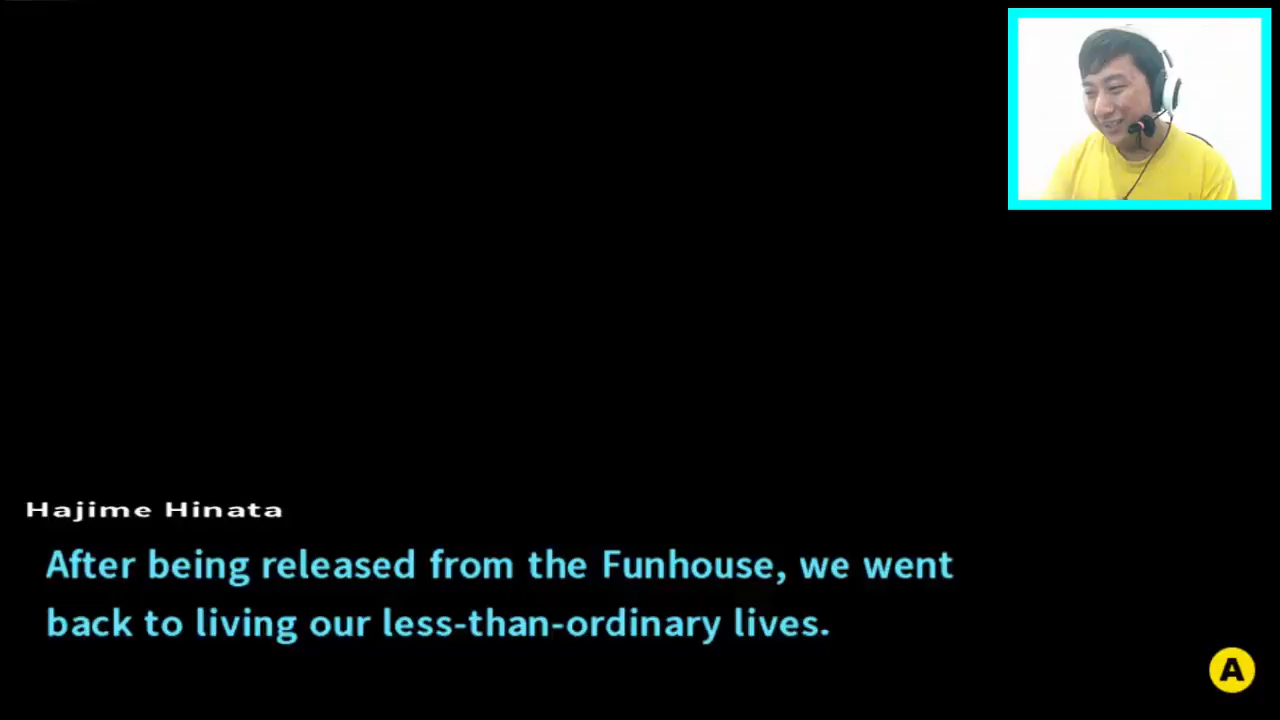 Hajime Hinata
After being released from the Funhouse, we went
back to living our less-than-ordinary lives.
A